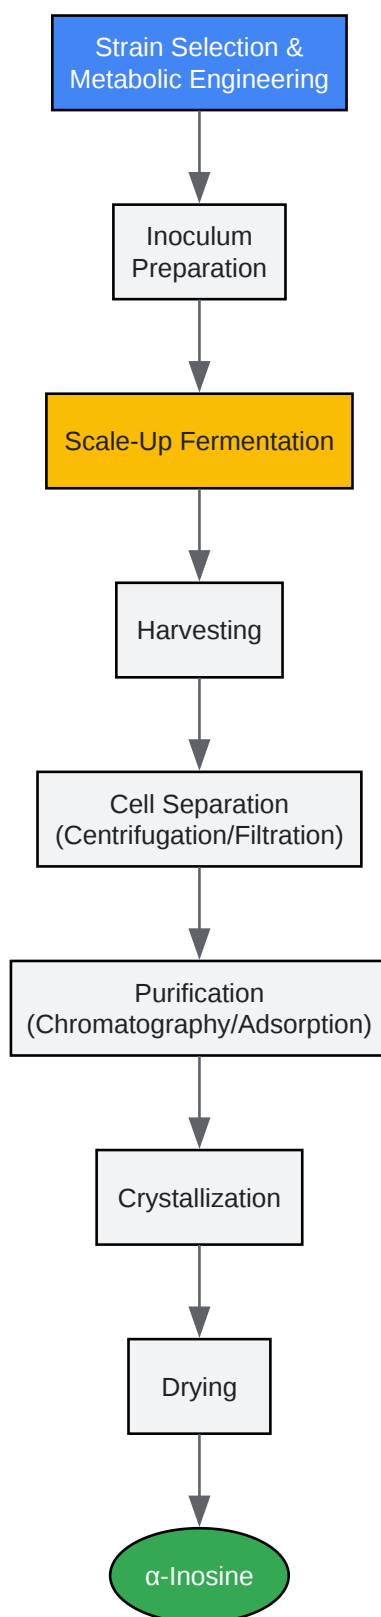 Strain Selection &
Metabolic Engineering
Inoculum
Preparation
Scale-Up Fermentation
Harvesting
Cell Separation
(Centrifugation/Filtration)
Purification
(Chromatography/Adsorption)
Crystallization
Drying
α-Inosine